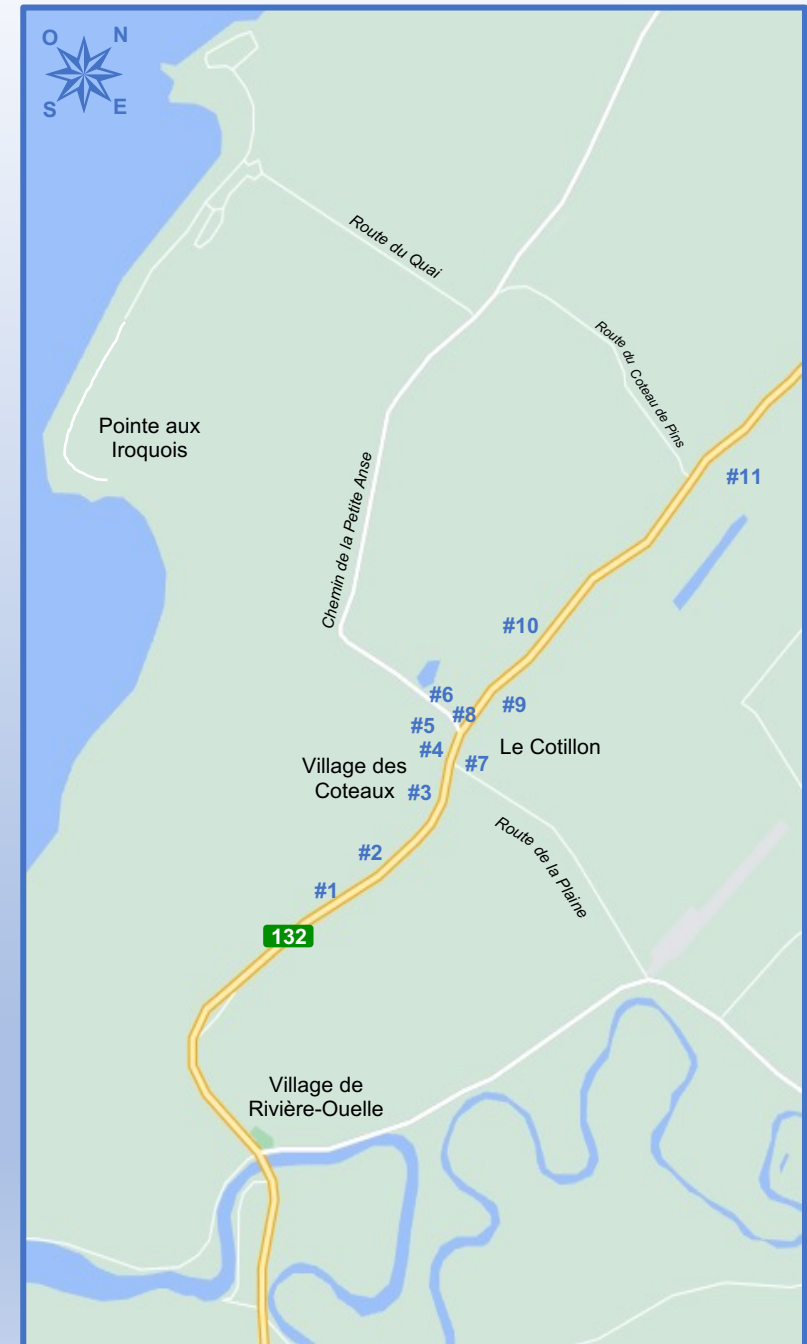 O N
S E
Route du Quai
Route du Coteau de Pins
Pointe aux
Iroquois
#11
Chemin de la Petite Anse
#10
#6
#9
#8
#5
#4
Le Cotillon
#7
Village des
Coteaux
#3
Route de la Plaine
#2
#1
132
Village de
Rivière-Ouelle